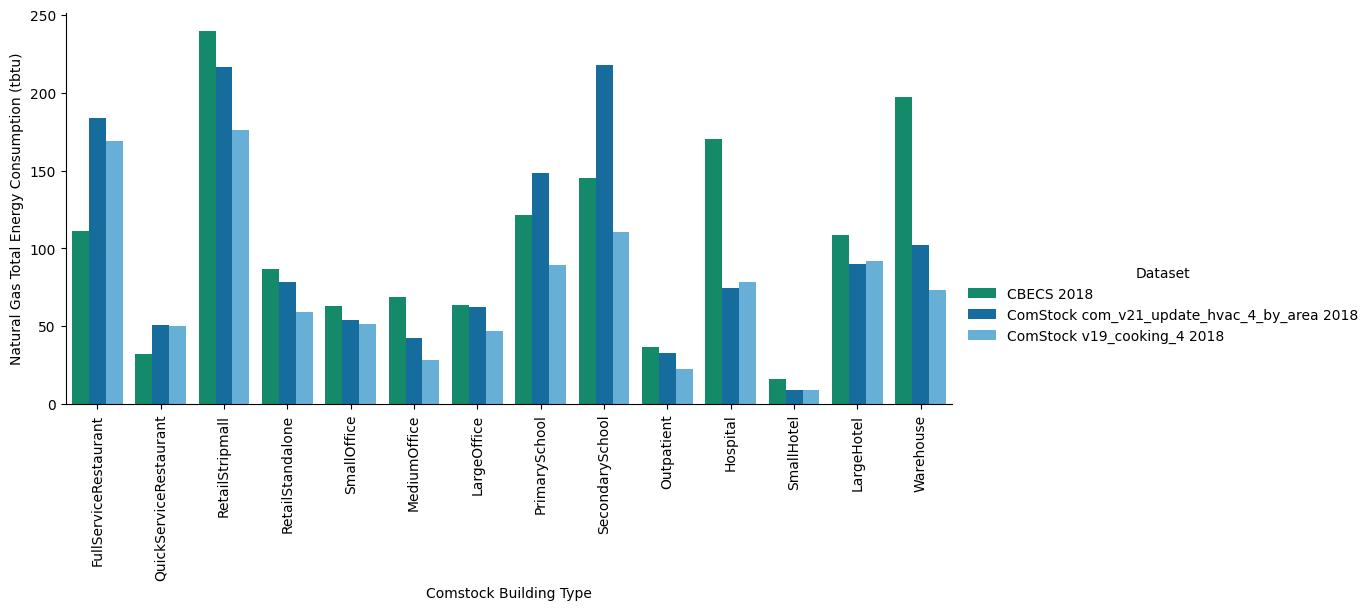 Natural Gas Total Energy Consumption (tbtu)
250
200
150
100
50
0
FullServiceRestaurant
QuickServiceRestaurant
RetailStripmall
RetailStandalone
SmallOffice
MediumOffice
LargeOffice
PrimarySchool
SecondarySchool
Outpatient
Hospital
SmallHotel
LargeHotel
Warehouse
Comstock Building Type
Dataset
CBECS 2018
ComStock com_v21_update_hvac_4_by_area 2018
ComStock v19_cooking_4 2018